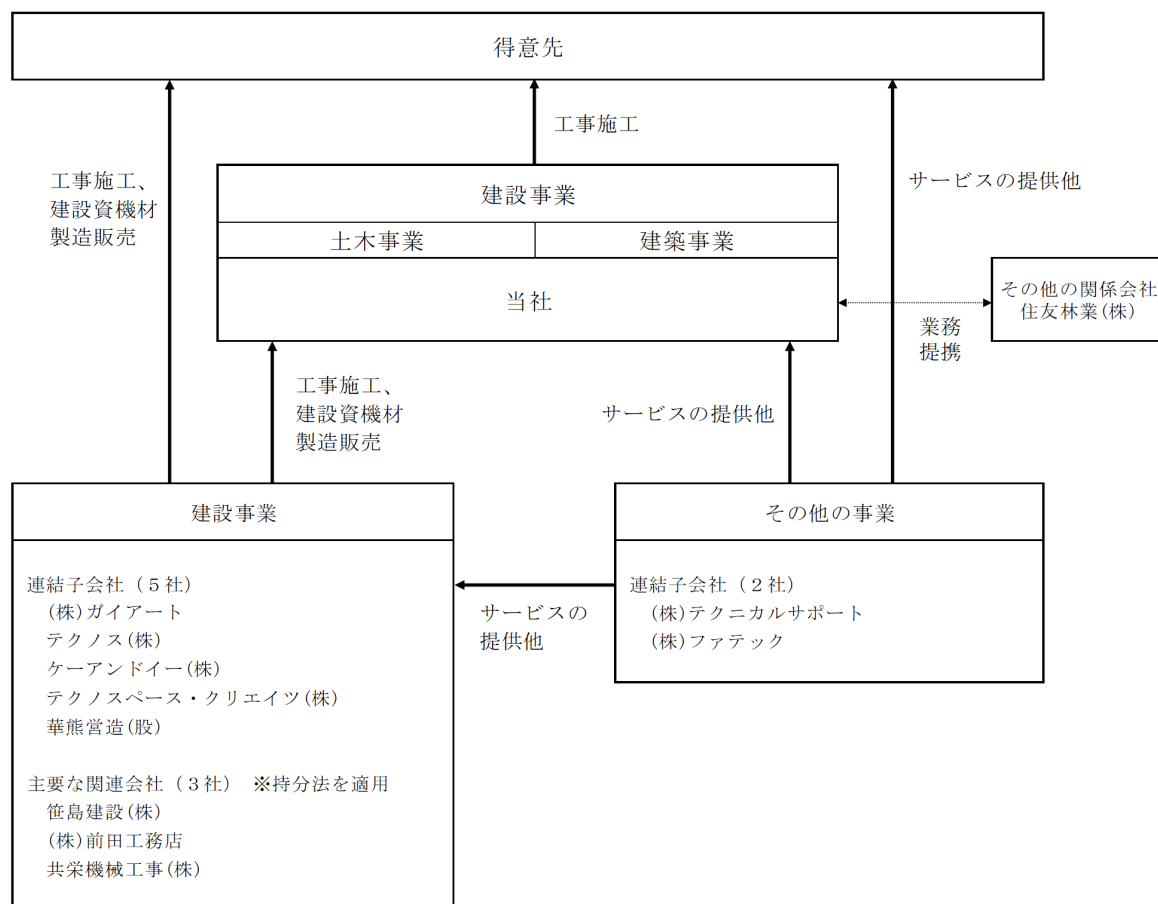 得意先
工事施工
工事施工、
建設資機材
製造販売
サービスの提供他
建設事業
土木事業
建築事業
当社
その他の関係会社
住友林業(株)
業務
提携
工事施工、
建設資機材
製造販売
サービスの提供他
建設事業
連結子会社（５社）
(株)ガイアート
テクノス(株)
ケーアンドイー(株)
テクノスペース・クリエイツ(株)
華熊営造(股)
主要な関連会社（３社）　※持分法を適用
笹島建設(株)
(株)前田工務店
共栄機械工事(株)
サービスの
提供他
その他の事業
連結子会社（２社）
(株)テクニカルサポート
(株)ファテック